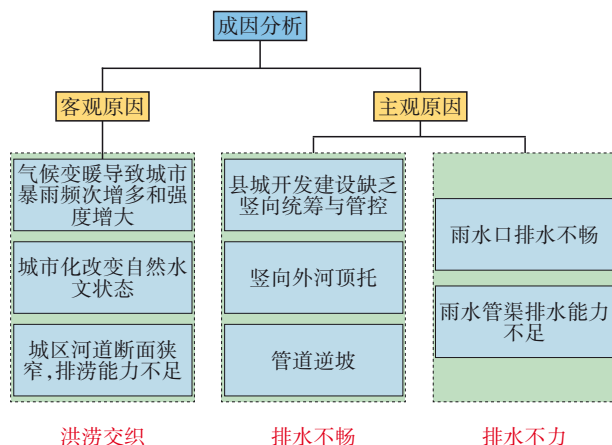 成因分析
客观原因
主观原因
气候变暖导致城市
暴雨频次增多和强
度增大
城市化改变自然水
文状态
城区河道断面狭
窄,排涝能力不足
县城开发建设缺乏
竖向统筹与管控
竖向外河顶托
管道逆坡
雨水口排水不畅
雨水管渠排水能力
不足
洪涝交织
排水不畅
排水不力